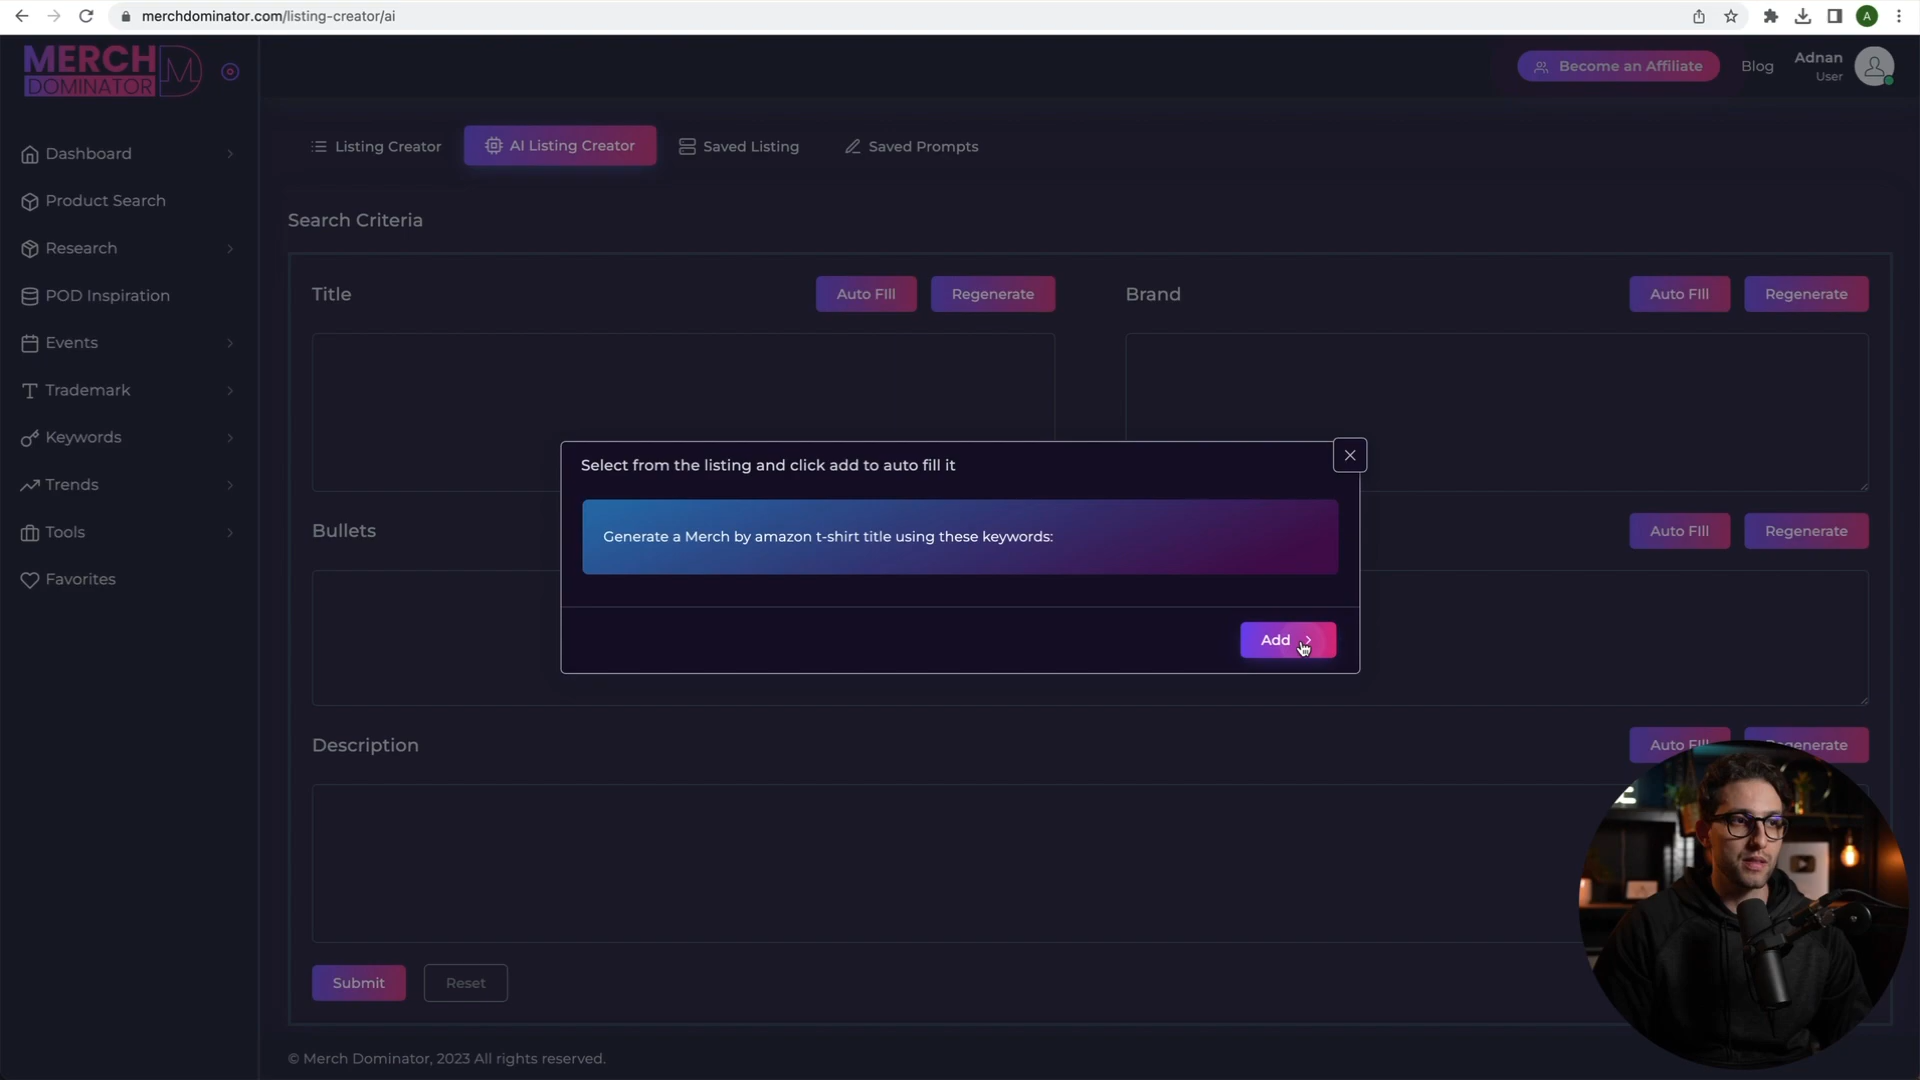 merchdominator.com/listing-creator/ai
A
MERCH
DOMINATOR
Become an Affiliate
Blog
Adnan
User
Dashboard
Product Search
Research
POD Inspiration
Events
Trademark
Keywords
Trends
Tools
Favorites
Listing Creator
AI Listing Creator
Saved Listing
Saved Prompts
Search Criteria
Title
Auto FIll
Regenerate
Brand
Auto FIll
Regenerate
Select from the listing and click add to auto fill it
Generate a Merch by amazon t-shirt title using these keywords:
Add
Bullets
Auto FIll
Regenerate
Description
Auto FIll
Regenerate
Submit
Reset
© Merch Dominator, 2023 All rights reserved.